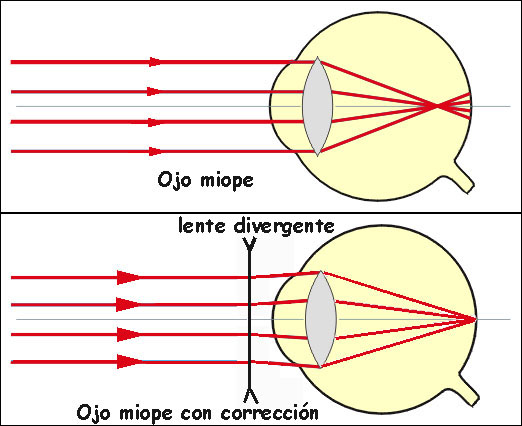 Ojo miope
lente divergente
Ojo miope con corrección